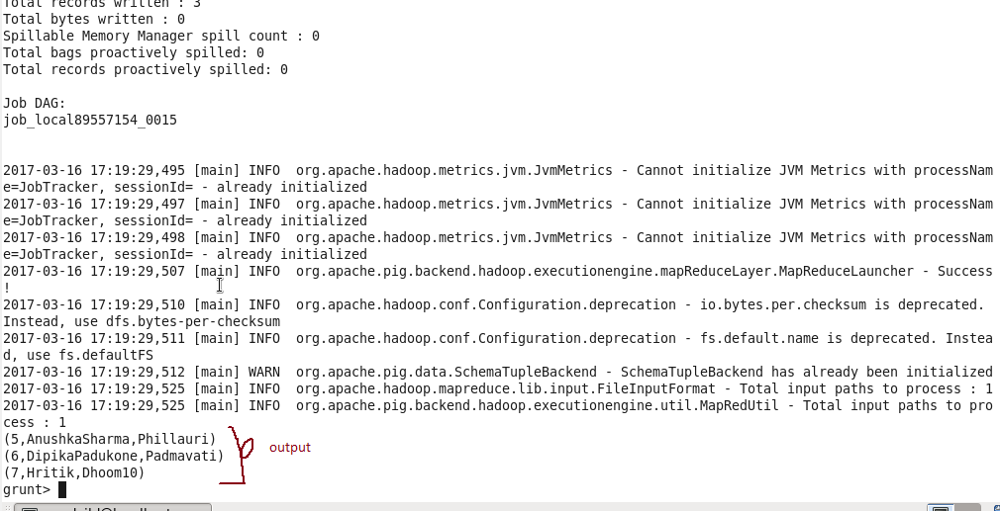 Total records written : 3
Total bytes written : 0
Spillable Memory Manager spill count : 0
Total bags proactively spilled: 0
Total records proactively spilled: 0
Job DAG:
job_local89557154_0015
2017-03-16 17:19:29,495 [main] INFO  org.apache.hadoop.metrics.jvm.JvmMetrics - Cannot initialize JVM Metrics with processNam
e=JobTracker, sessionId= - already initialized
2017-03-16 17:19:29,497 [main] INFO  org.apache.hadoop.metrics.jvm.JvmMetrics - Cannot initialize JVM Metrics with processNam
e=JobTracker, sessionId= - already initialized
2017-03-16 17:19:29,498 [main] INFO  org.apache.hadoop.metrics.jvm.JvmMetrics - Cannot initialize JVM Metrics with processNam
e=JobTracker, sessionId= - already initialized
2017-03-16 17:19:29,507 [main] INFO  org.apache.pig.backend.hadoop.executionengine.mapReduceLayer.MapReduceLauncher - Success
!
2017-03-16 17:19:29,510 [main] INFO  org.apache.hadoop.conf.Configuration.deprecation - io.bytes.per.checksum is deprecated.
Instead, use dfs.bytes-per-checksum
2017-03-16 17:19:29,511 [main] INFO  org.apache.hadoop.conf.Configuration.deprecation - fs.default.name is deprecated. Instea
d, use fs.defaultFS
2017-03-16 17:19:29,512 [main] WARN  org.apache.pig.data.SchemaTupleBackend - SchemaTupleBackend has already been initialized
2017-03-16 17:19:29,525 [main] INFO  org.apache.hadoop.mapreduce.lib.input.FileInputFormat - Total input paths to process : 1
2017-03-16 17:19:29,525 [main] INFO  org.apache.pig.backend.hadoop.executionengine.util.MapRedUtil - Total input paths to pro
cess : 1
(5,AnushkaSharma,Phillauri)
(6,DipikaPadukone,Padmavati)
output
(7,Hritik,Dhoom10)
grunt>